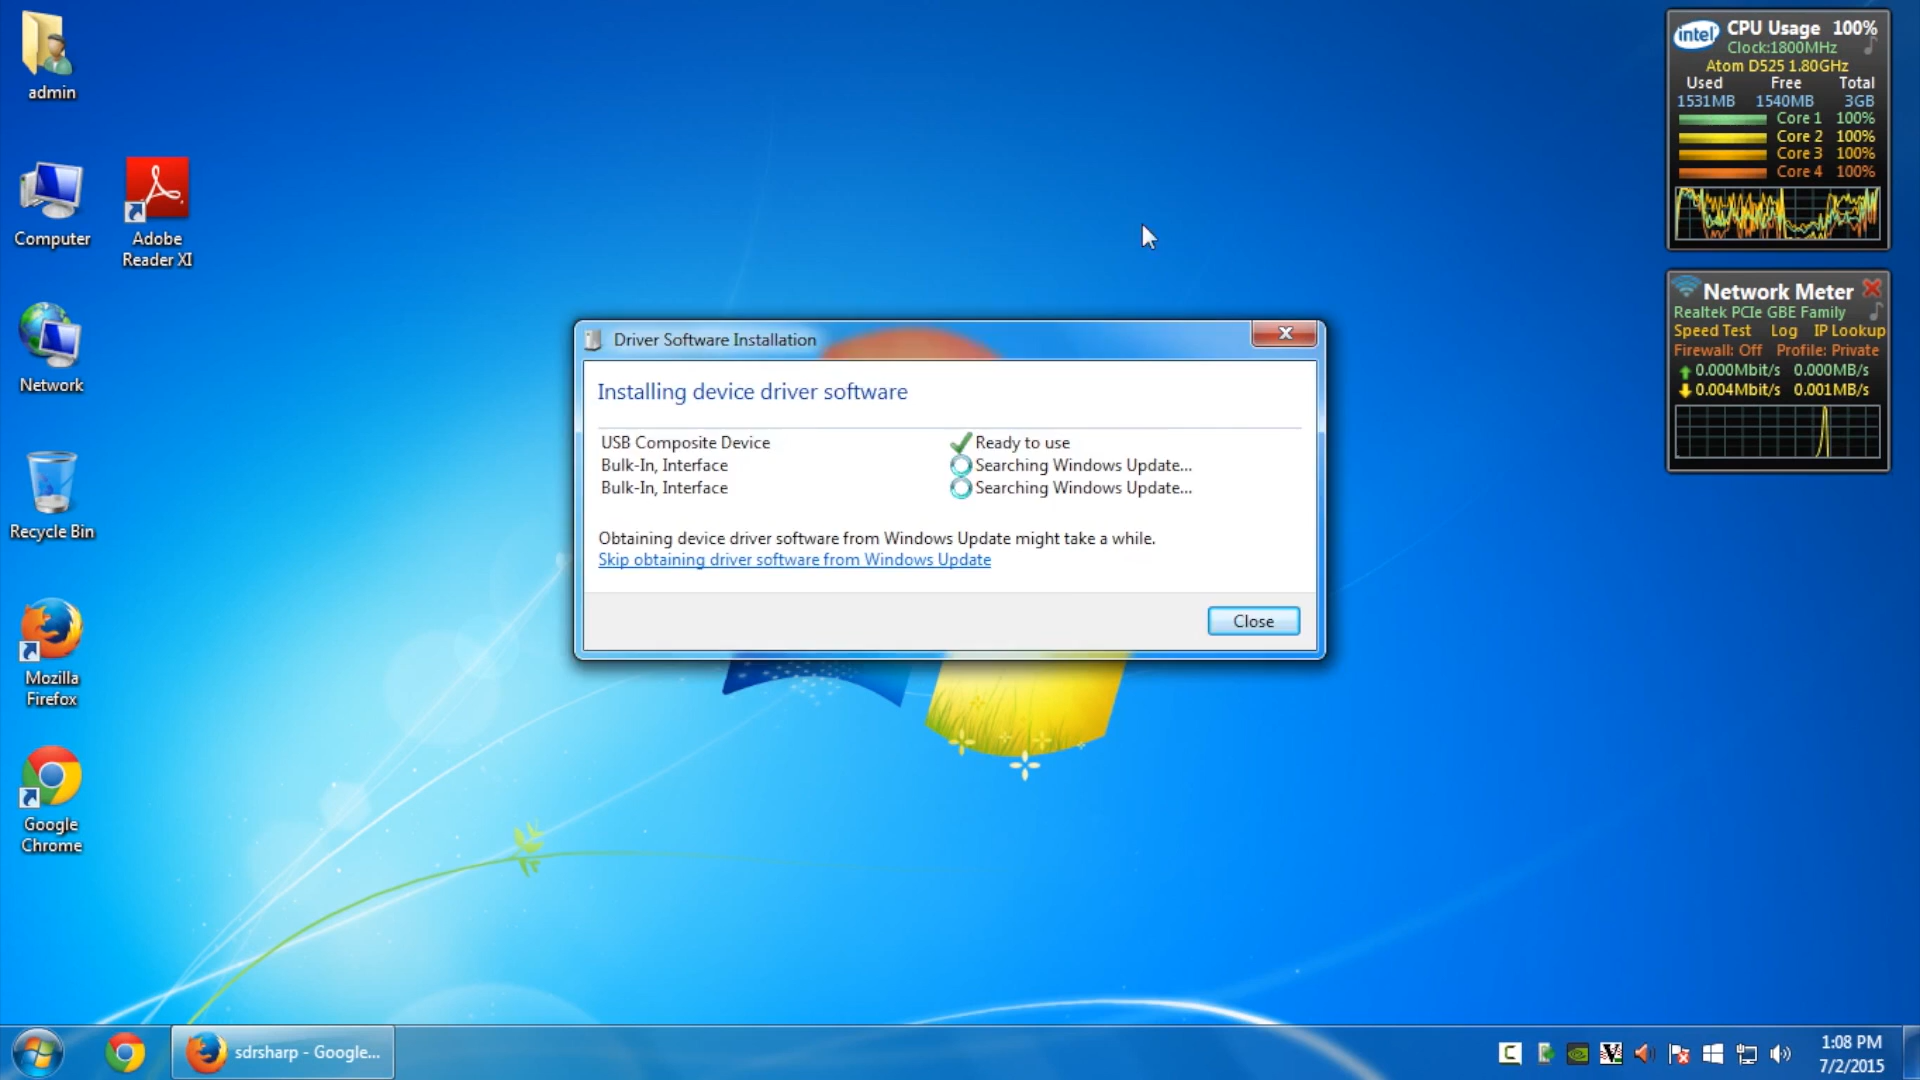 admin
Computer
Adobe
Reader XI
Network
Recycle Bin
Mozilla
Firefox
Google
Chrome
Driver Software Installation
Installing device driver software
USB Composite Device Ready to use
Bulk-In, Interface Searching Windows Update...
Bulk-In, Interface Searching Windows Update...
Obtaining device driver software from Windows Update might take a while.
Skip obtaining driver software from Windows Update
Close
intel CPU Usage 100%
Clock:1800MHz
Atom D525 1.80GHz
Used Free Total
1531MB 1540MB 3GB
Core 1 100%
Core 2 100%
Core 3 100%
Core 4 100%
Network Meter
Realtek PCIe GBE Family
Speed Test Log IP Lookup
Firewall: Off Profile: Private
0.000Mbit/s 0.000MB/s
0.004Mbit/s 0.001MB/s
sdrsharp - Google...
1:08 PM
7/2/2015